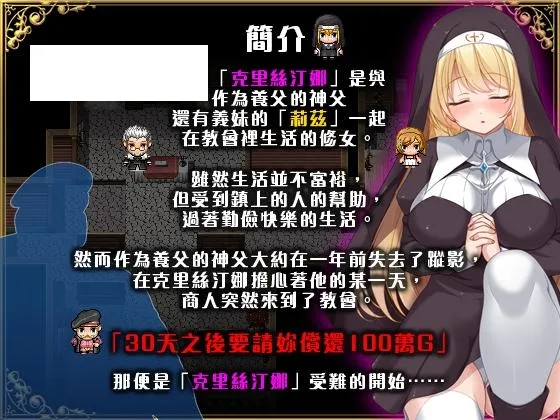 簡介
「克里絲汀娜」是與
作為養父的神父
還有義妹的「莉茲」一起
在教會裡生活的修女。
雖然生活並不富裕，
但受到鎮上的人的幫助，
過著勤儉快樂的生活。
然而作為養父的神父大約在一年前失去了蹤影，
在克里絲汀娜擔心著他的某一天，
商人突然來到了教會。
「30天之後要請妳償還100萬G」
那便是「克里絲汀娜」受難的開始……